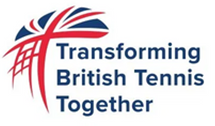 Transforming
British Tennis
Together